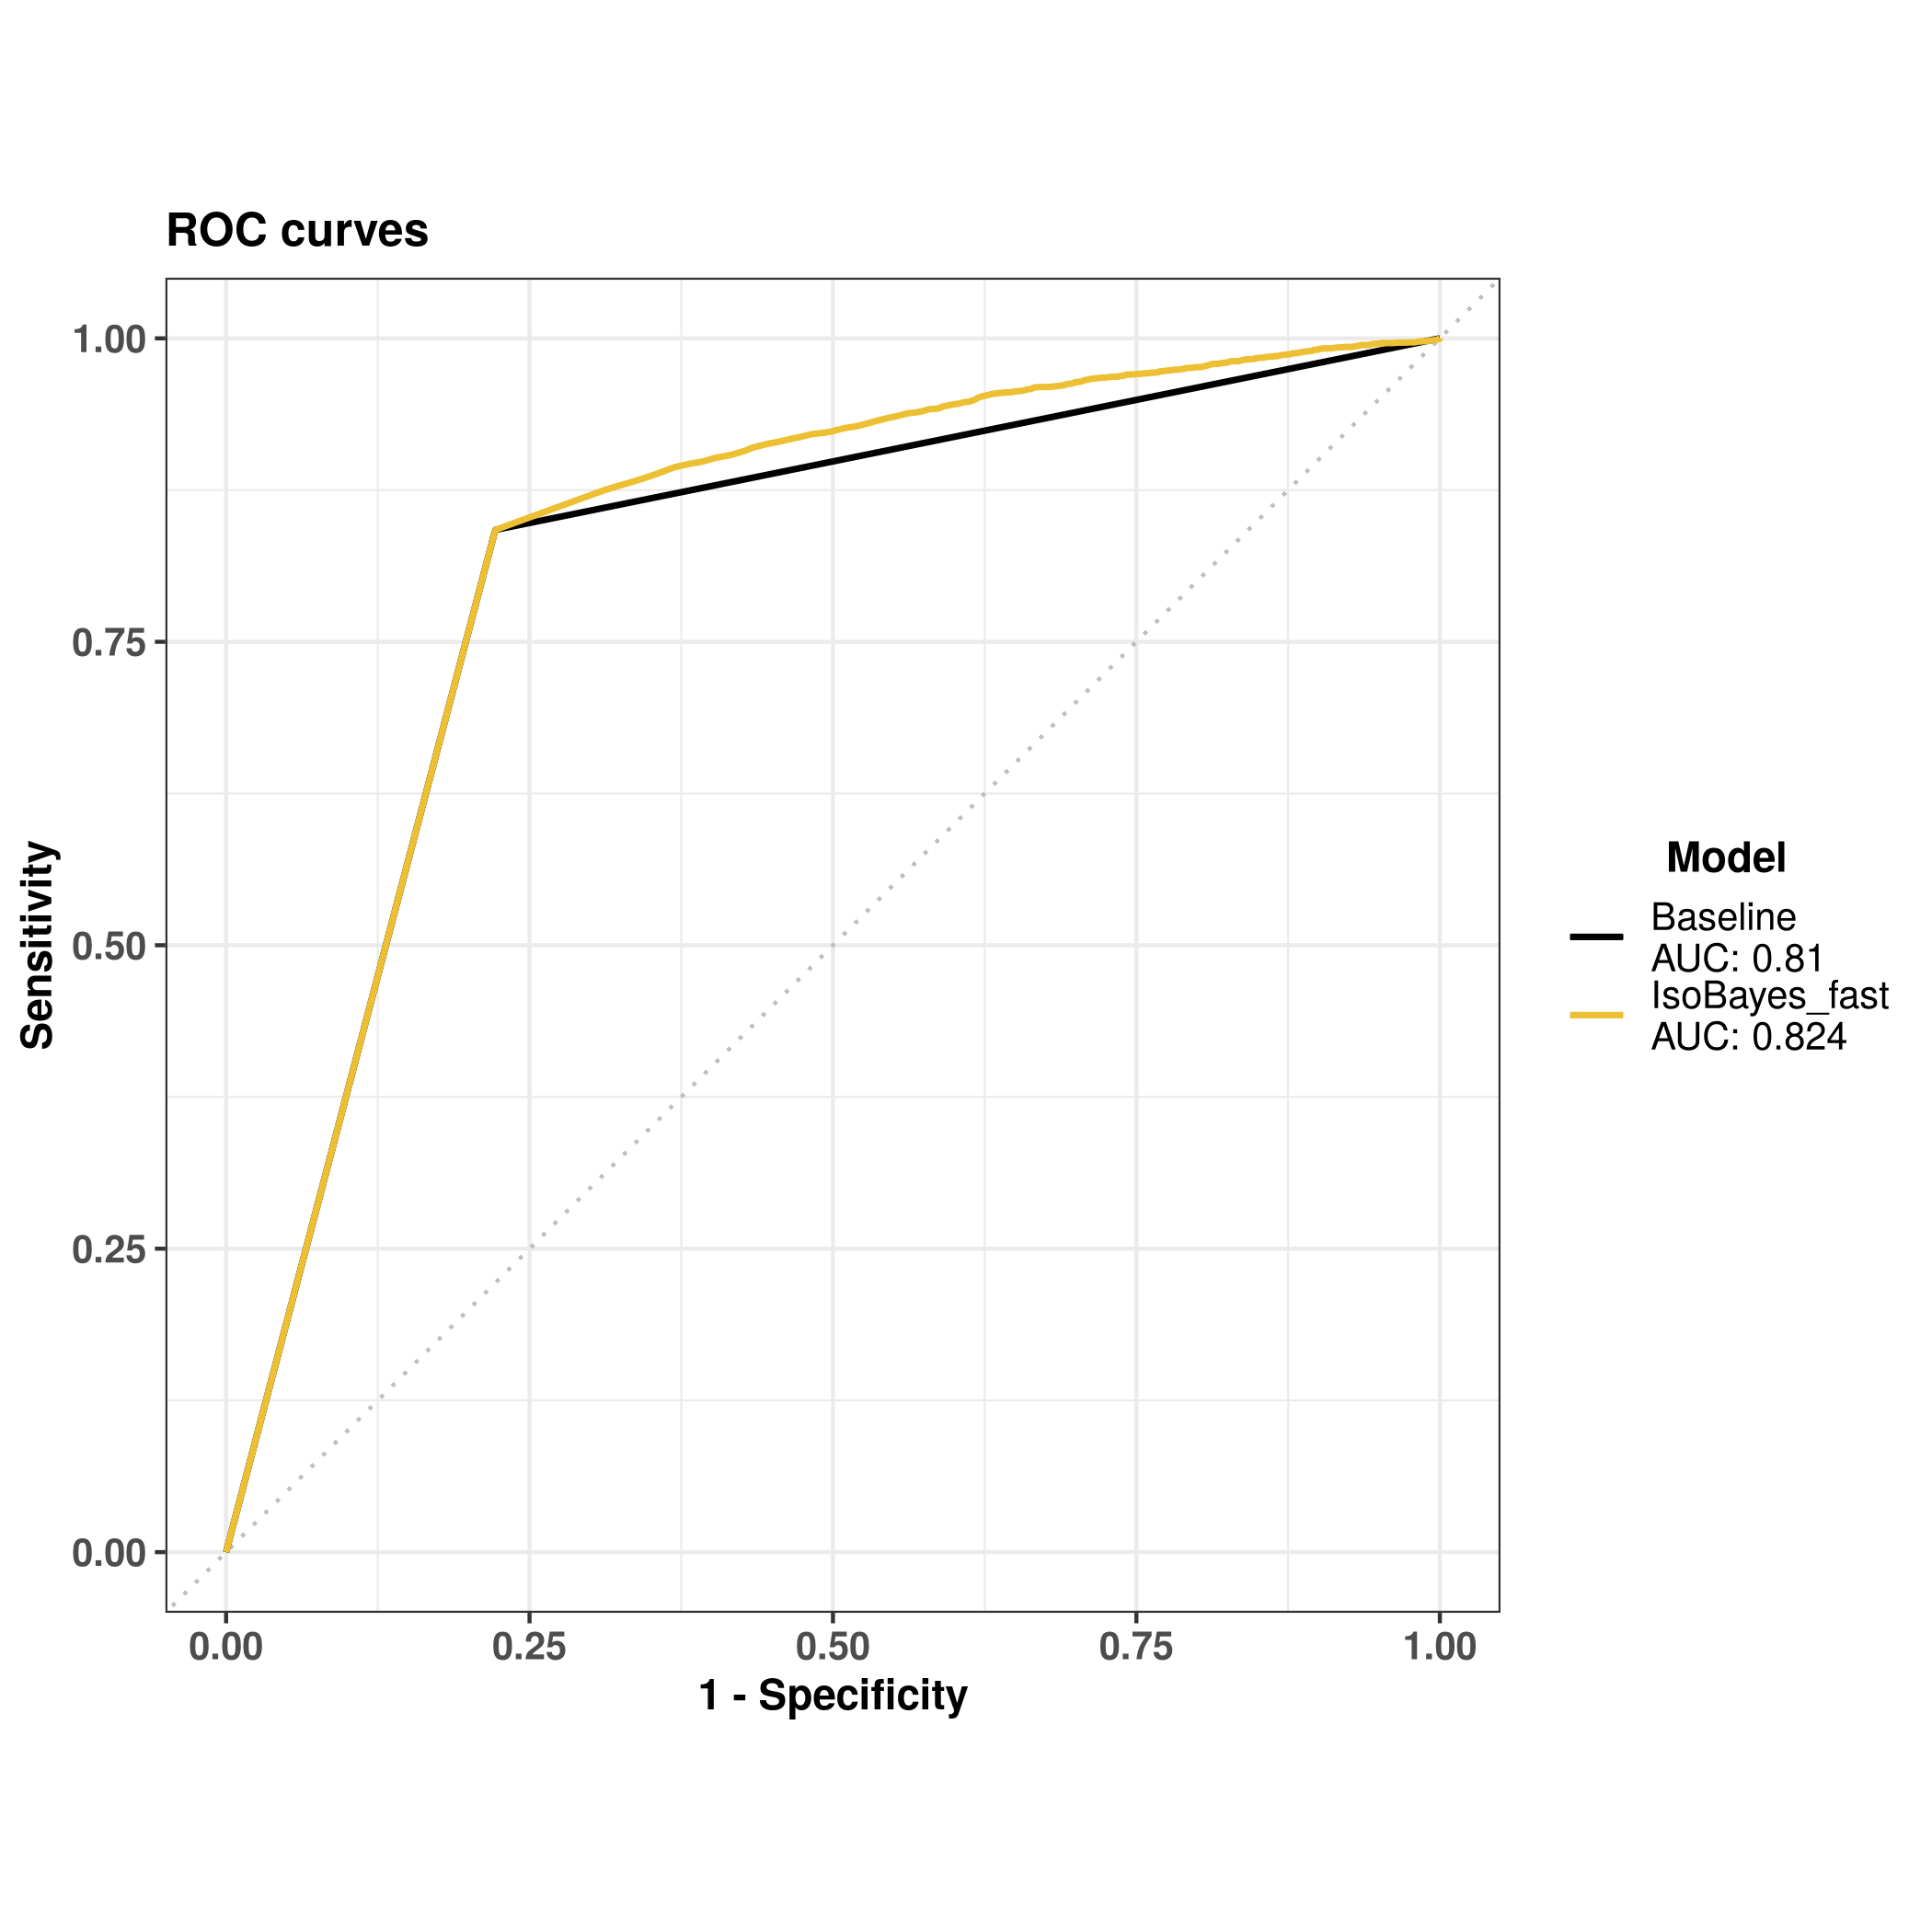 ROC curves
1.00
0.75
0.50
0.25
0.00
Sensitivity
0.00 0.25 0.50 0.75 1.00
1 - Specificity
Model
Baseline
AUC: 0.81
IsoBayes_fast
AUC: 0.824